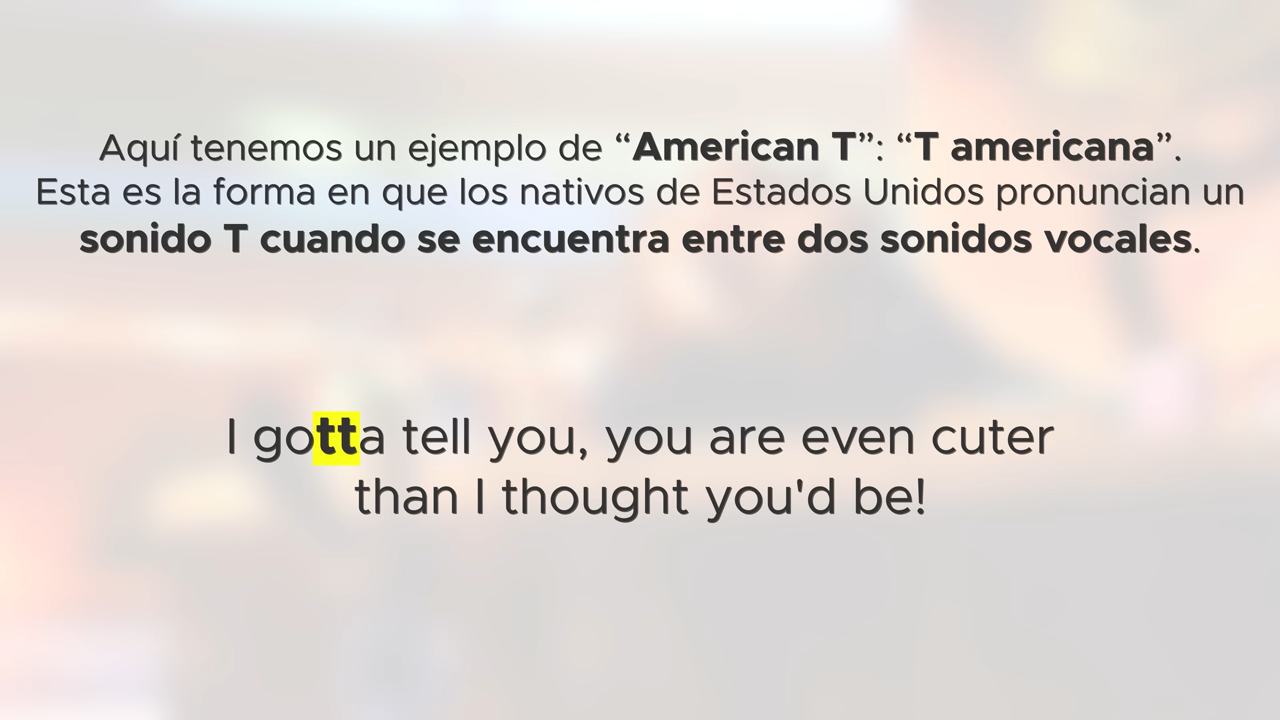 Aquí tenemos un ejemplo de “American T”: “T americana”.
Esta es la forma en que los nativos de Estados Unidos pronuncian un
sonido T cuando se encuentra entre dos sonidos vocales.
I gotta tell you, you are even cuter
than I thought you'd be!